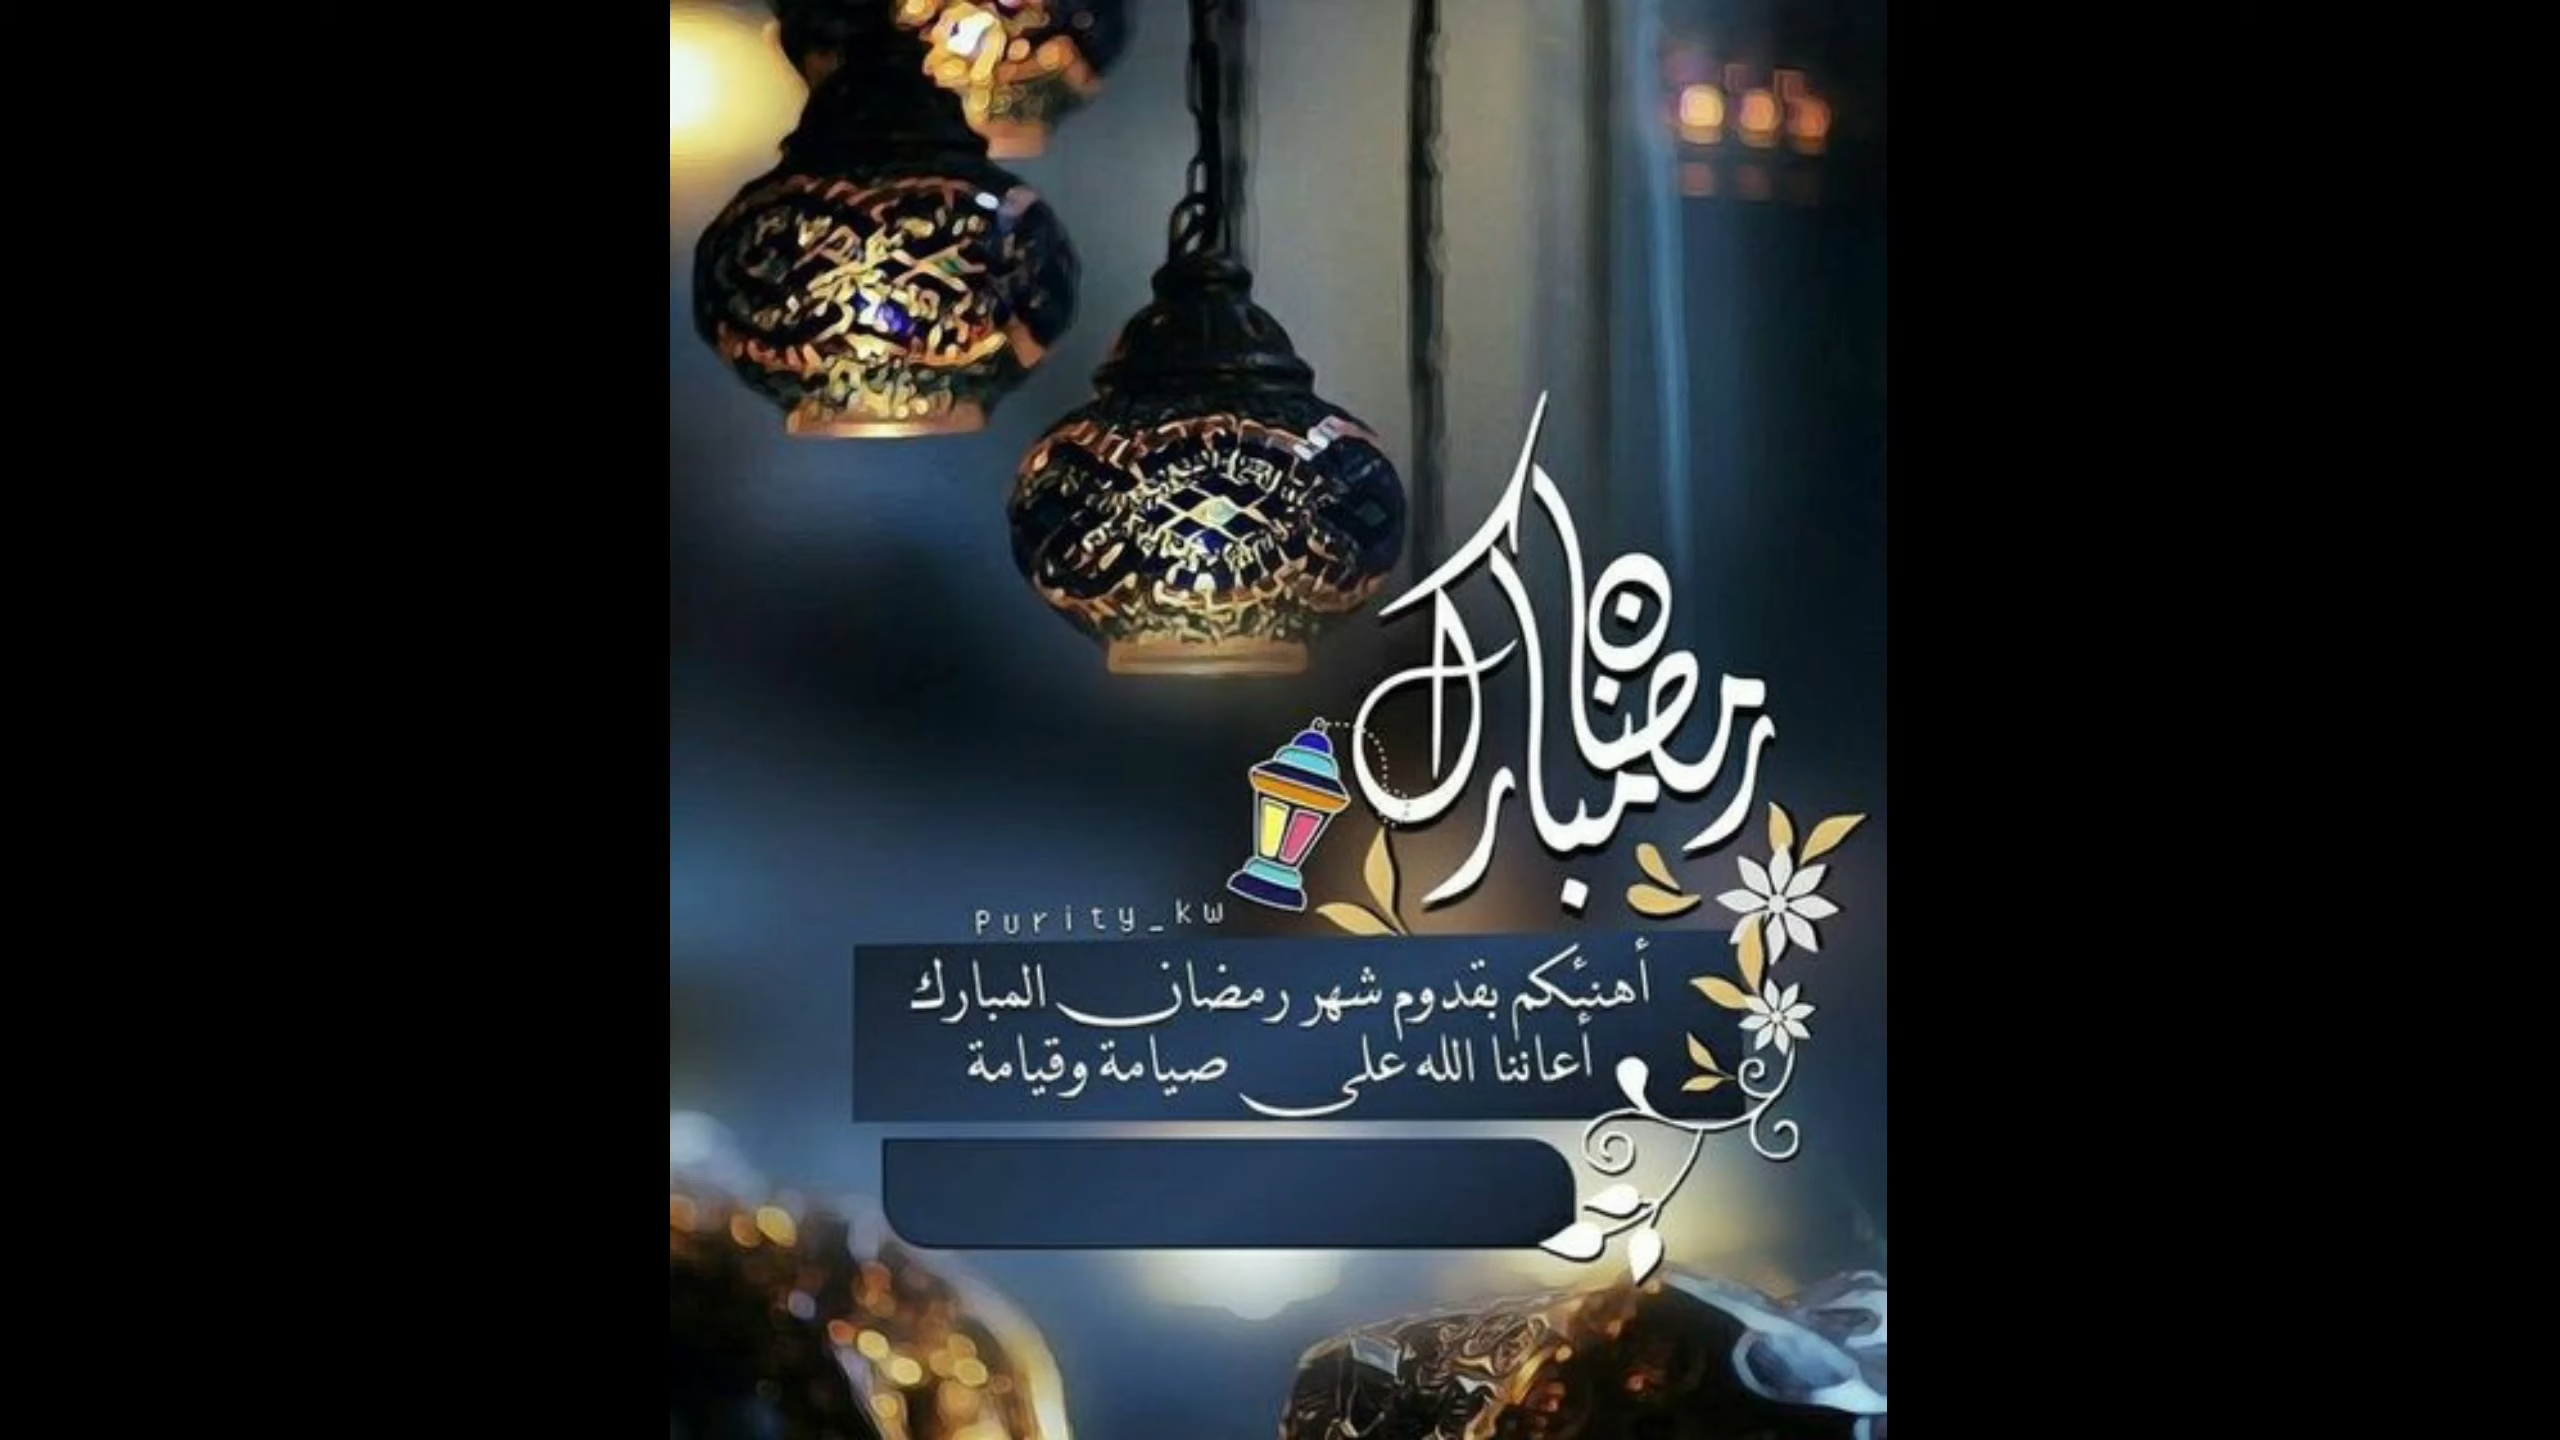 رمضان
مبارك
Purity_kw
أهنئكم بقدوم شهر رمضان المبارك
أعاننا الله على صيامة وقيامة